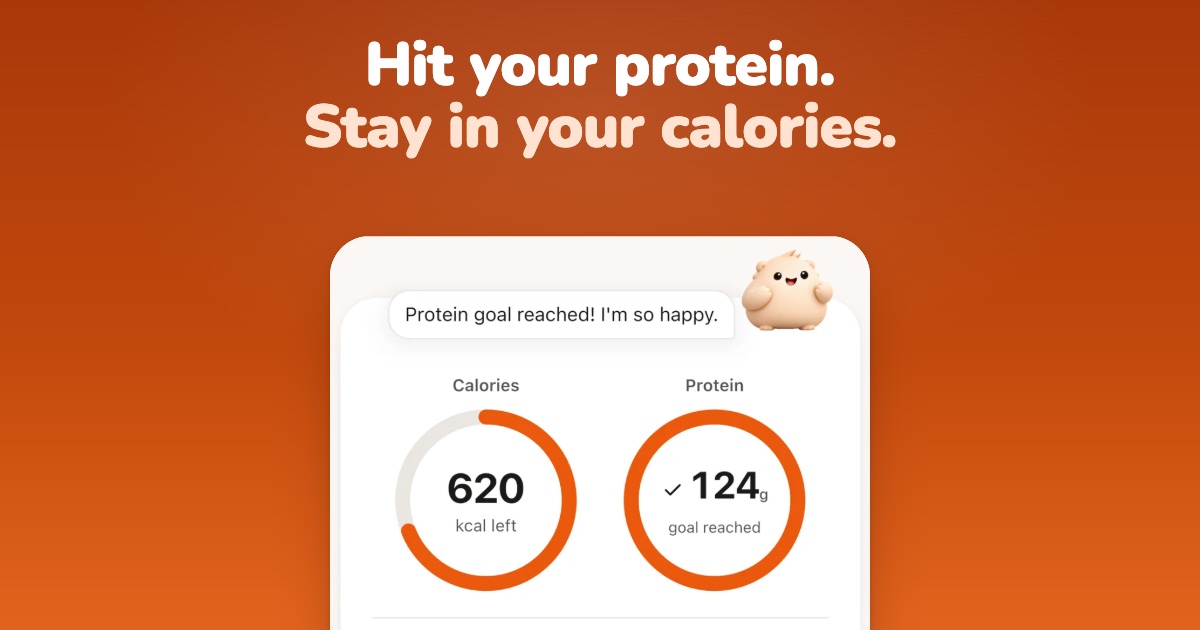 Hit your protein.
Stay in your calories.
Protein goal reached! I'm so happy.
Calories
Protein
620
kcal left
✓ 124g
goal reached